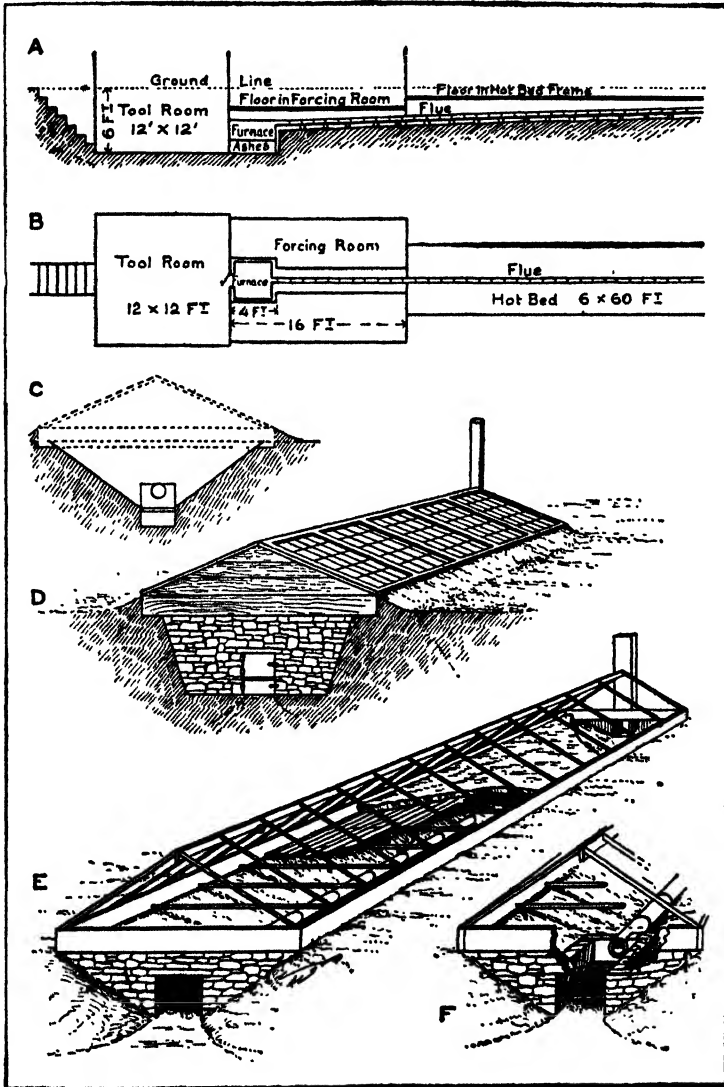 A
Ground Line
Floor in Forcing Room
Floor in Hot Bed Frame
Tool Room
12' x 12'
6 FT
Flue
Furnace
Ashes
B
Forcing Room
Tool Room
Flue
Furnace
12 x 12 FT
4 FT
Hot Bed 6 x 60 FT
16 FT
C
D
E
F